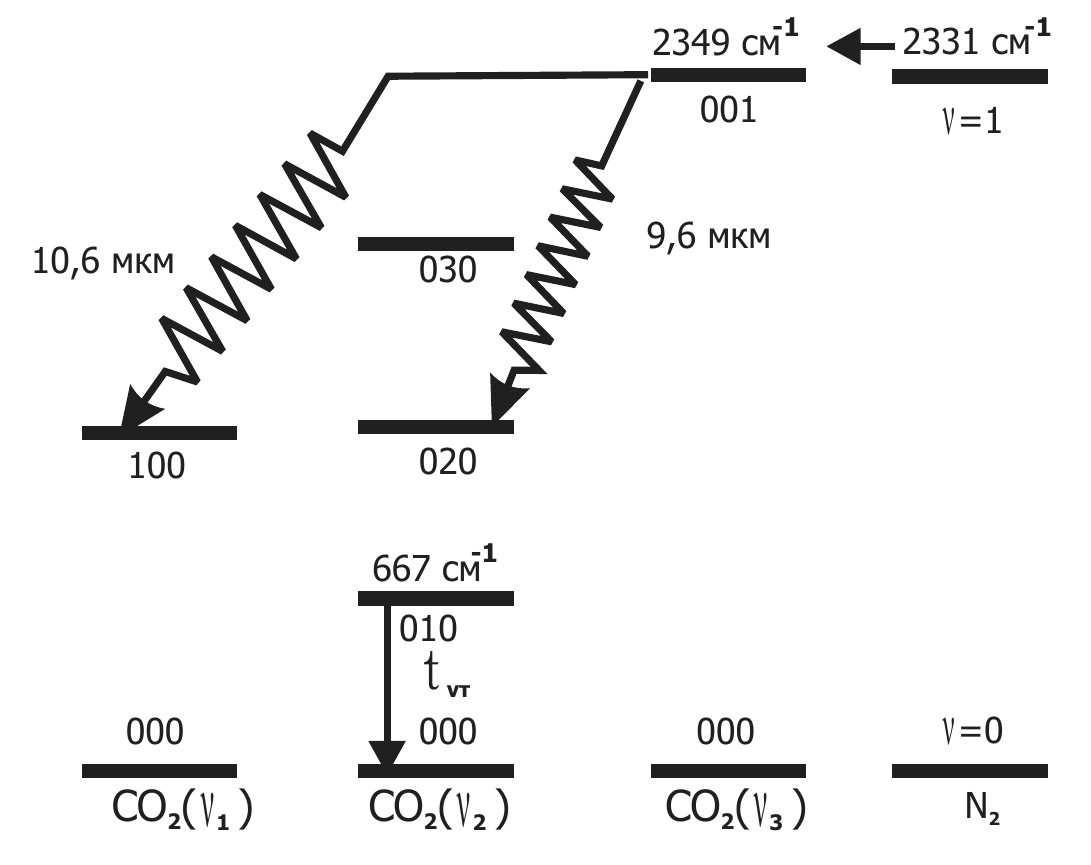 2349 см-1
2331 см-1
001
ν=1
10,6 мкм
9,6 мкм
030
100
020
667 см-1
010
t VT
000
000
000
ν=0
CO2(ν1)
CO2(ν2)
CO2(ν3)
N2